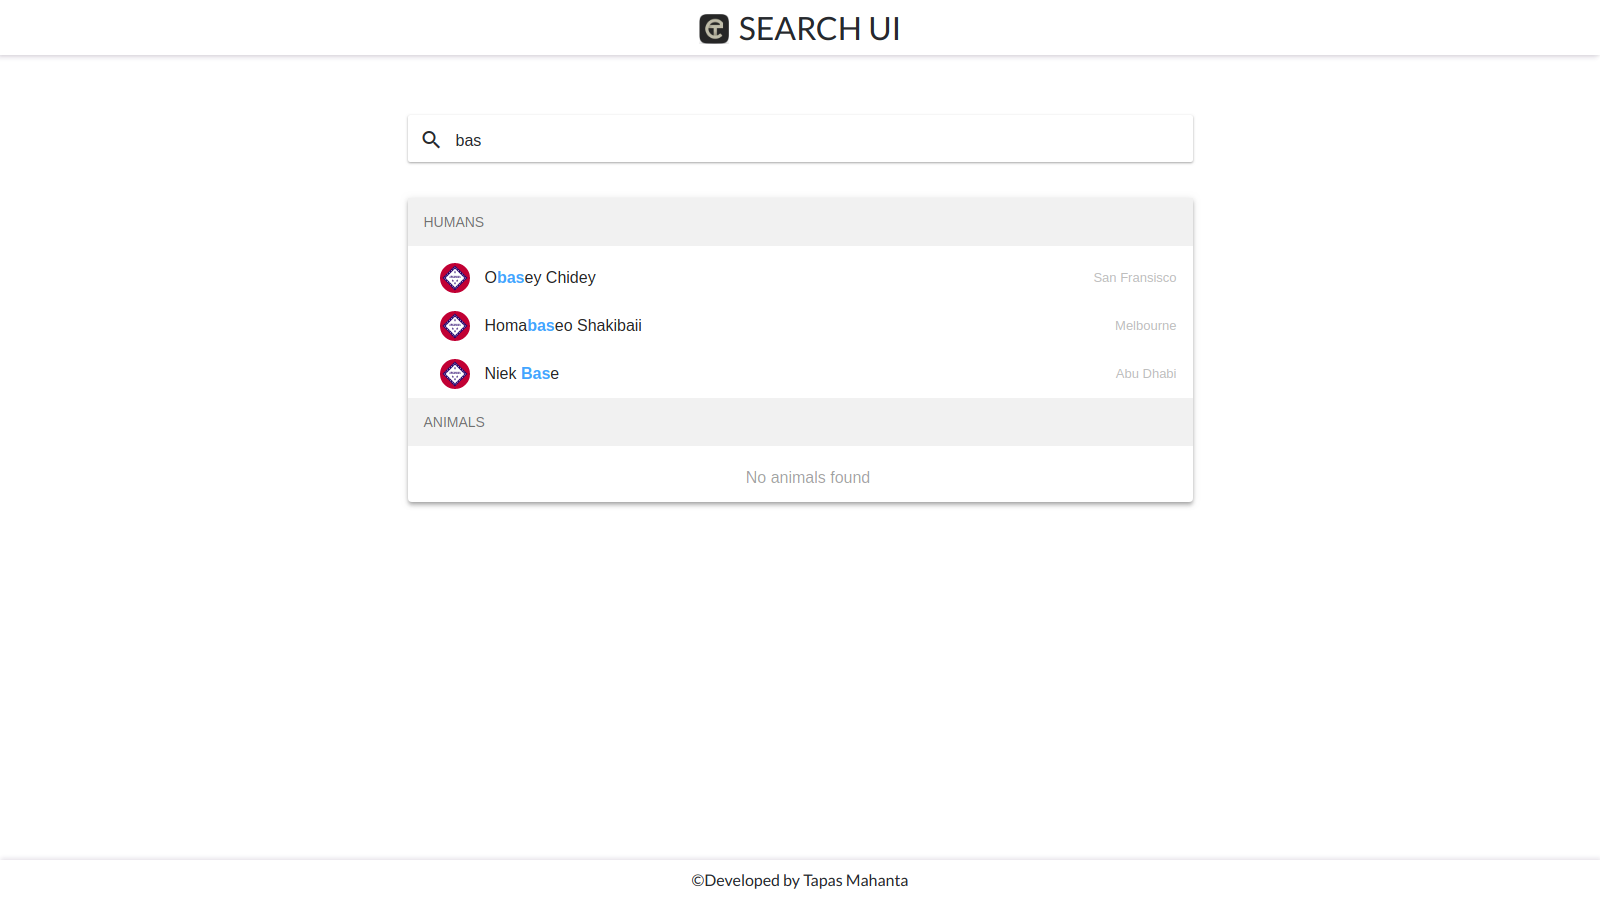 SEARCH UI
bas
HUMANS
Obasey Chidey San Fransisco
Homabaseo Shakibaii Melbourne
Niek Base Abu Dhabi
ANIMALS
No animals found
©Developed by Tapas Mahanta